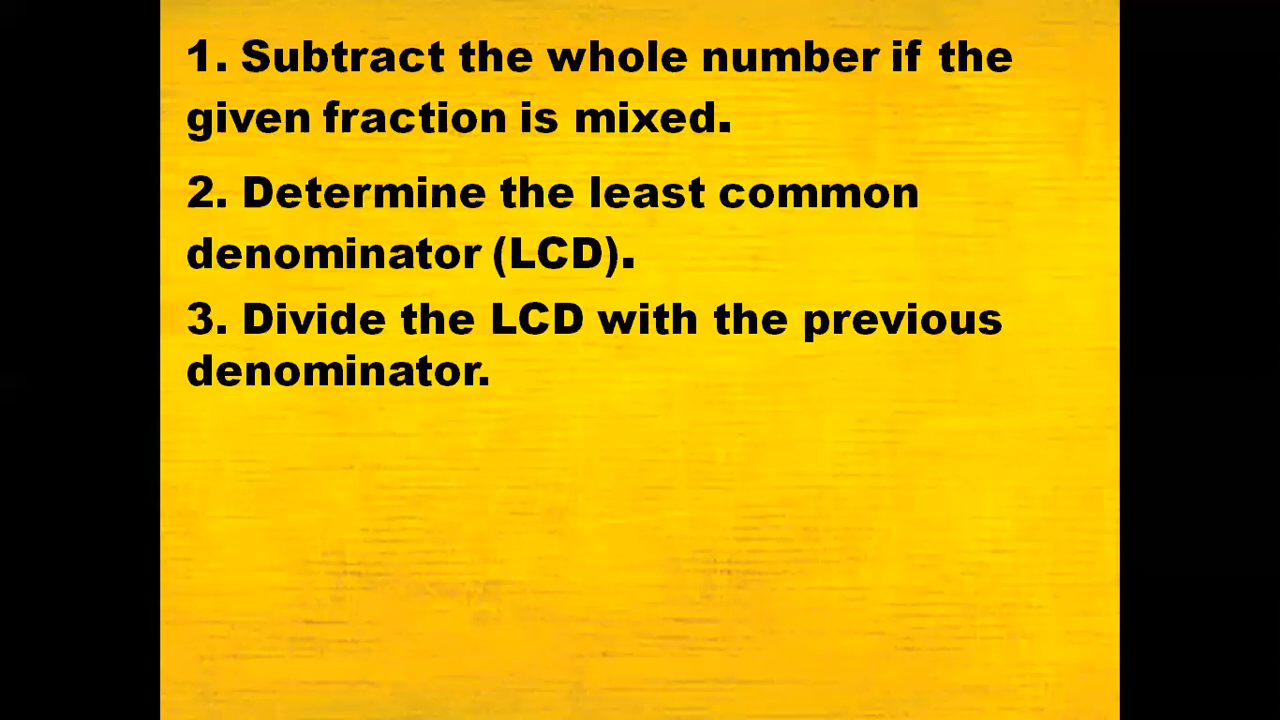 1. Subtract the whole number if the
given fraction is mixed.
2. Determine the least common
denominator (LCD).
3. Divide the LCD with the previous
denominator.